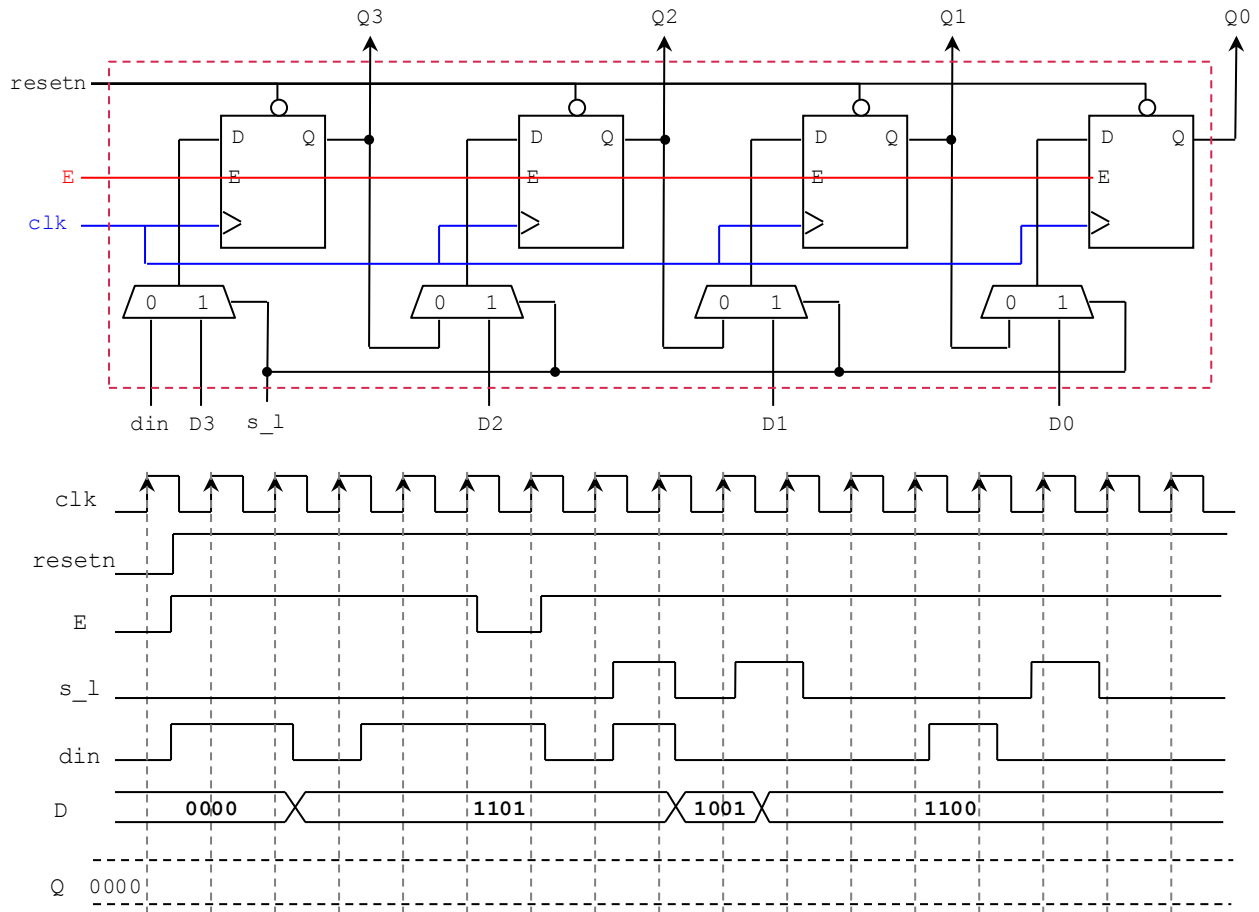 Q3 Q2 Q1 Q0
resetn
D Q D Q D Q D Q
E E E E E
clk
0 1 0 1 0 1 0 1
din D3 s_l D2 D1 D0
clk
resetn
E
s_l
din
D 0000 1101 1001 1100
Q 0000